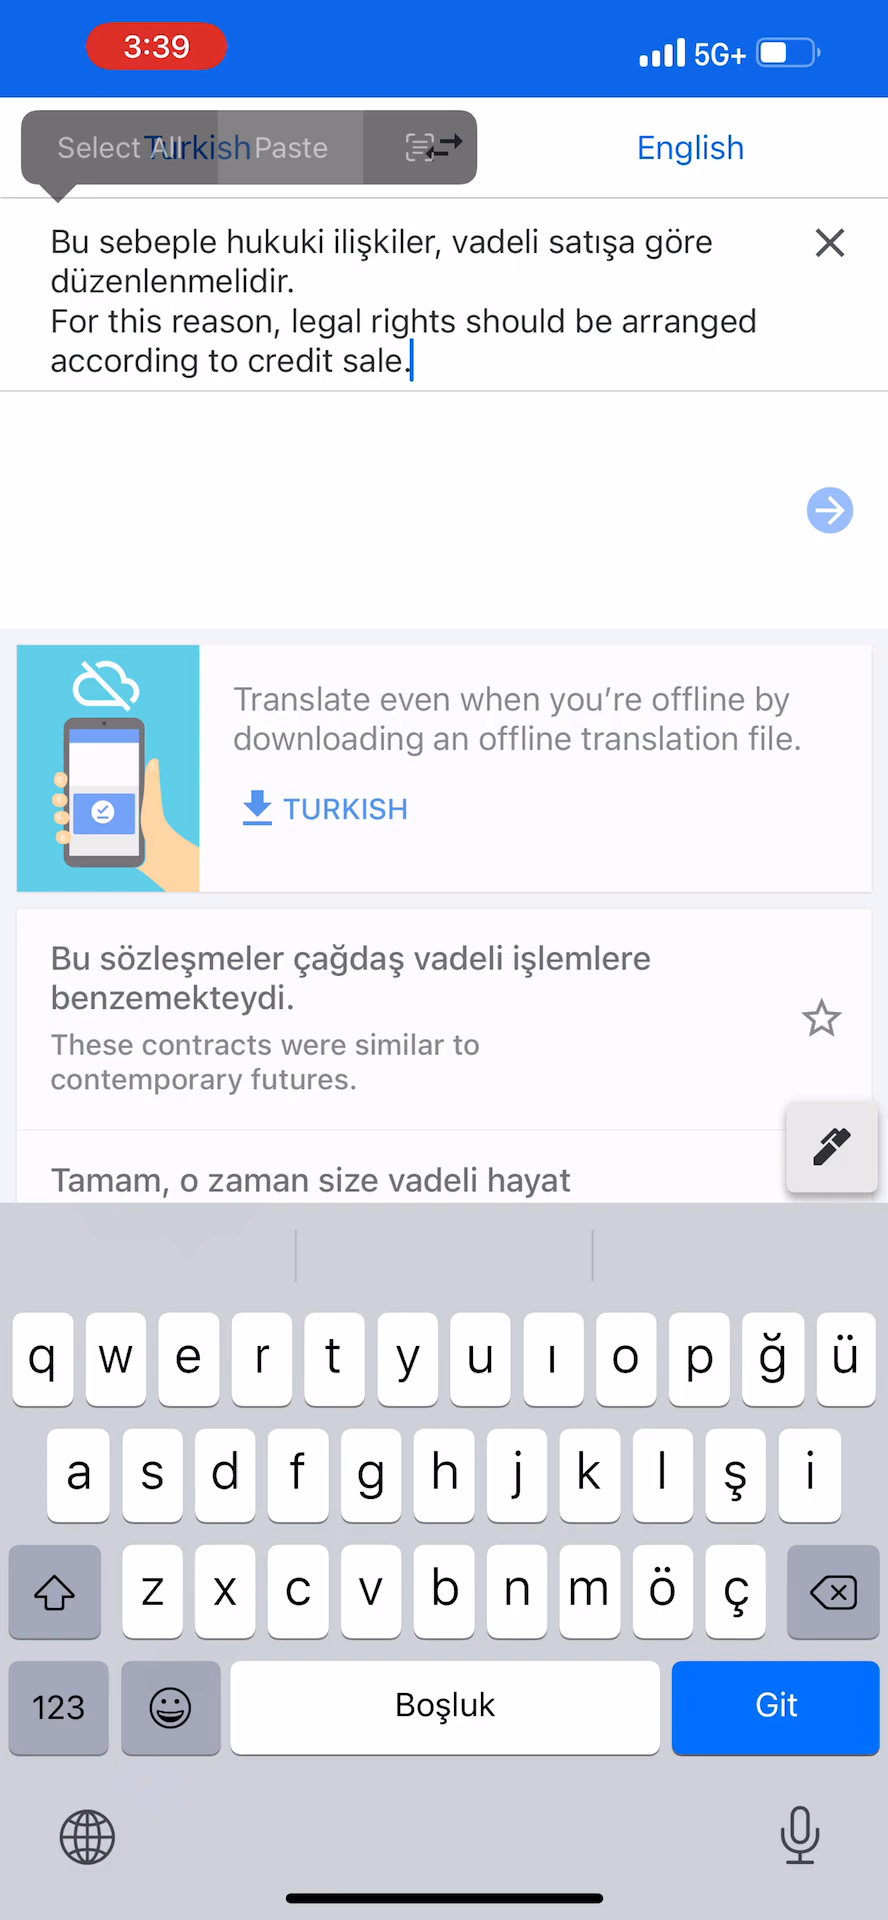 3:39
5G+
Select All
Turkish
Paste
English
Bu sebeple hukuki ilişkiler, vadeli satışa göre
düzenlenmelidir.
For this reason, legal rights should be arranged
according to credit sale.
Translate even when you’re offline by
downloading an offline translation file.
TURKISH
Bu sözleşmeler çağdaş vadeli işlemlere
benzemekteydi.
These contracts were similar to
contemporary futures.
Tamam, o zaman size vadeli hayat
q w e r t y u ı o p ğ ü
a s d f g h j k l ş i
z x c v b n m ö ç
123
Boşluk
Git